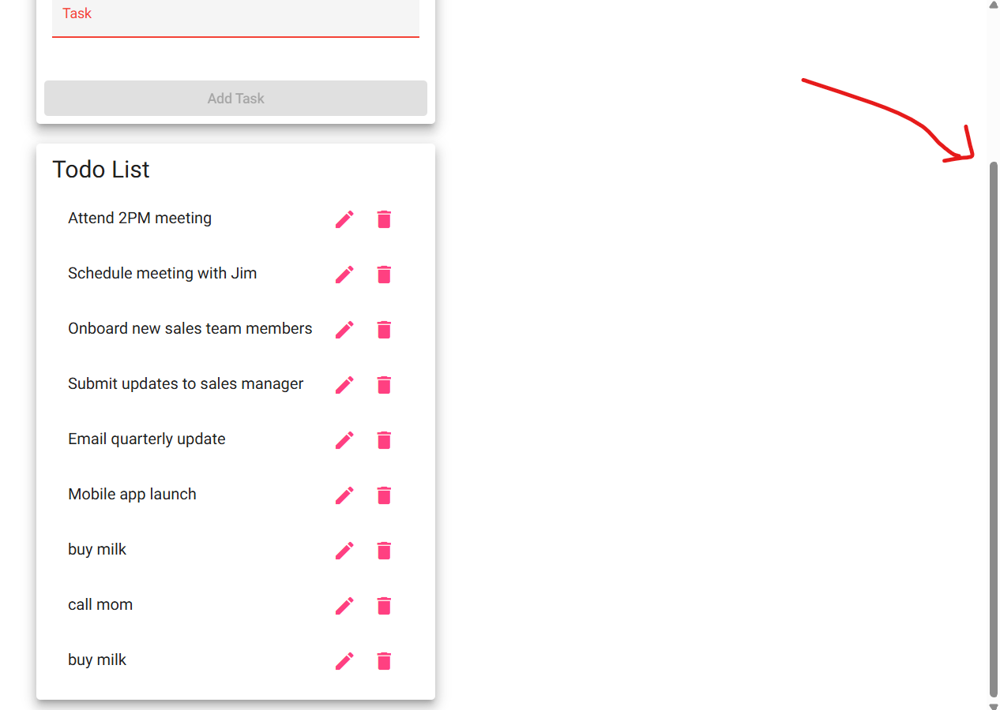 Task
Add Task
Todo List
Attend 2PM meeting
Schedule meeting with Jim
Onboard new sales team members
Submit updates to sales manager
Email quarterly update
Mobile app launch
buy milk
call mom
buy milk